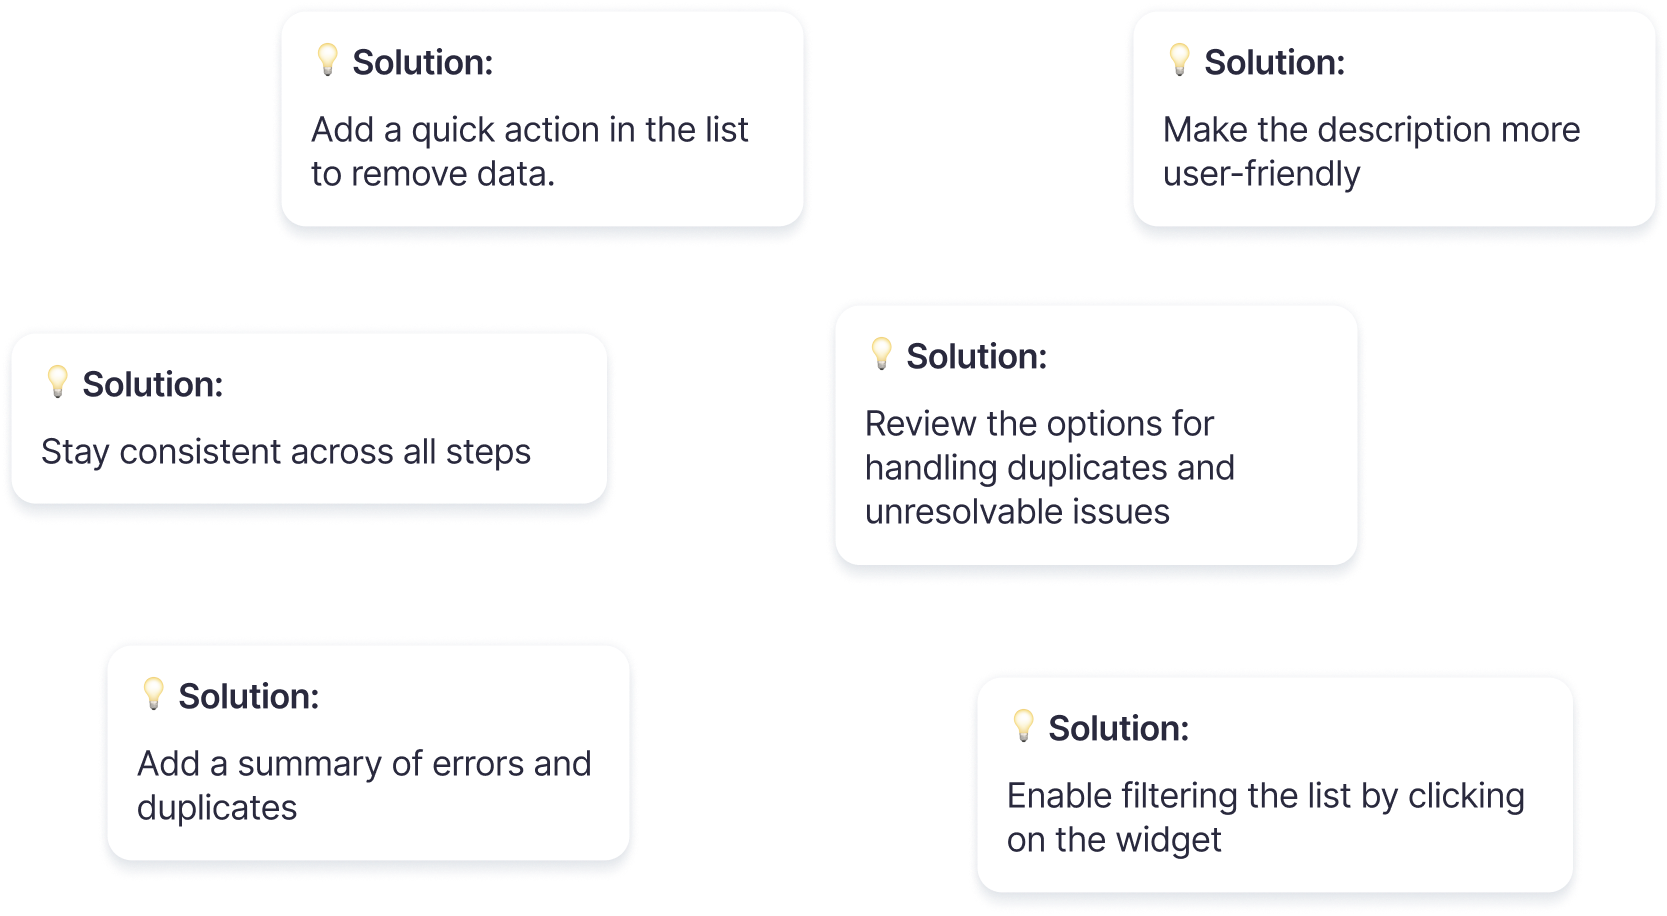 💡 Solution:
Add a quick action in the list
to remove data.
💡 Solution:
Make the description more
user-friendly
💡 Solution:
Stay consistent across all steps
💡 Solution:
Review the options for
handling duplicates and
unresolvable issues
💡 Solution:
Add a summary of errors and
duplicates
💡 Solution:
Enable filtering the list by clicking
on the widget